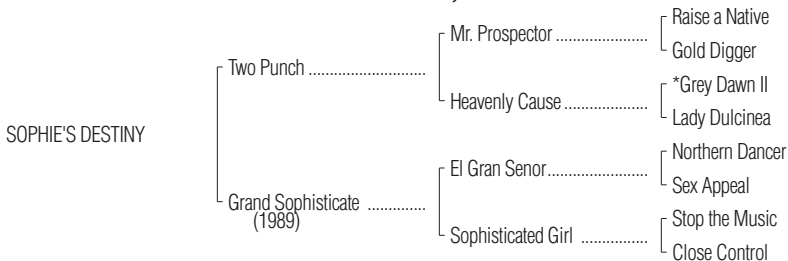 Raise a Native
Mr. Prospector ......................
Gold Digger
Two Punch ............................
*Grey Dawn II
Heavenly Cause ....................
Lady Dulcinea
SOPHIE'S DESTINY
Northern Dancer
El Gran Senor........................
Sex Appeal
Grand Sophisticate ..............
(1989)
Stop the Music
Sophisticated Girl ................
Close Control